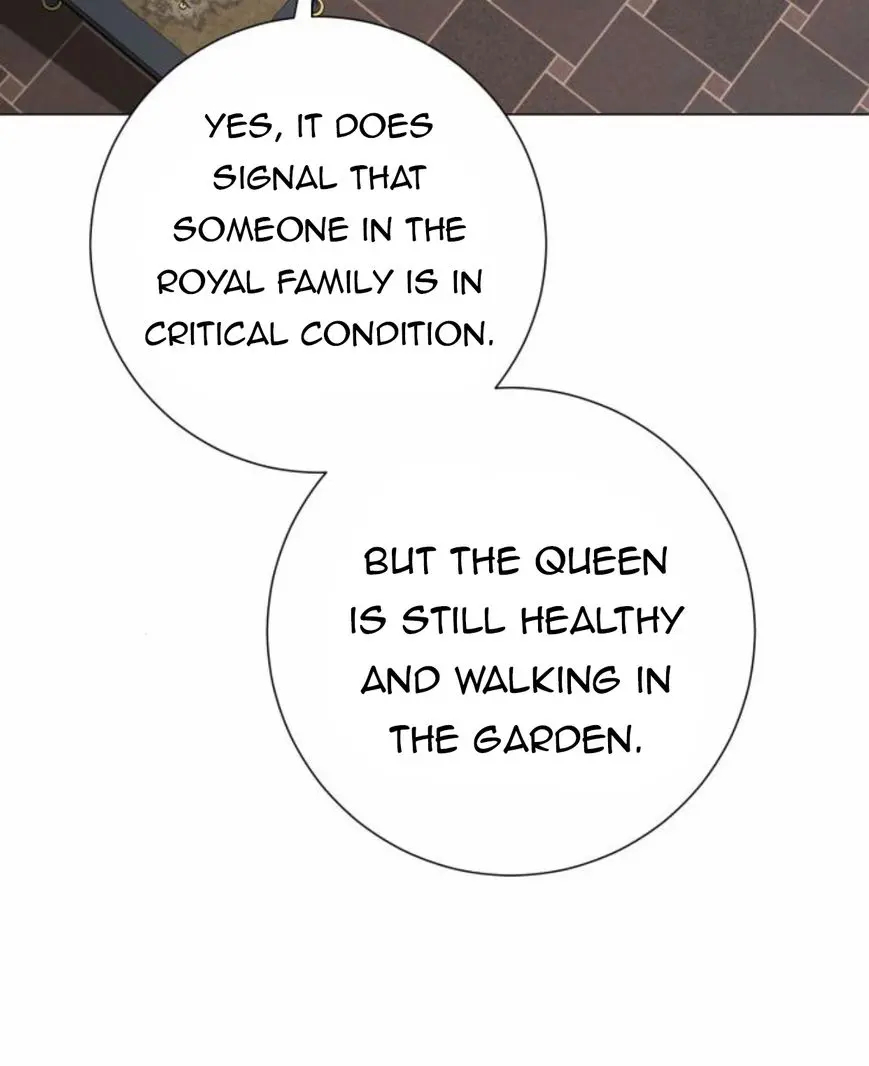 YES, IT DOES
SIGNAL THAT
SOMEONE IN THE
ROYAL FAMILY IS IN
CRITICAL CONDITION.
BUT THE QUEEN
IS STILL HEALTHY
AND WALKING IN
THE GARDEN.